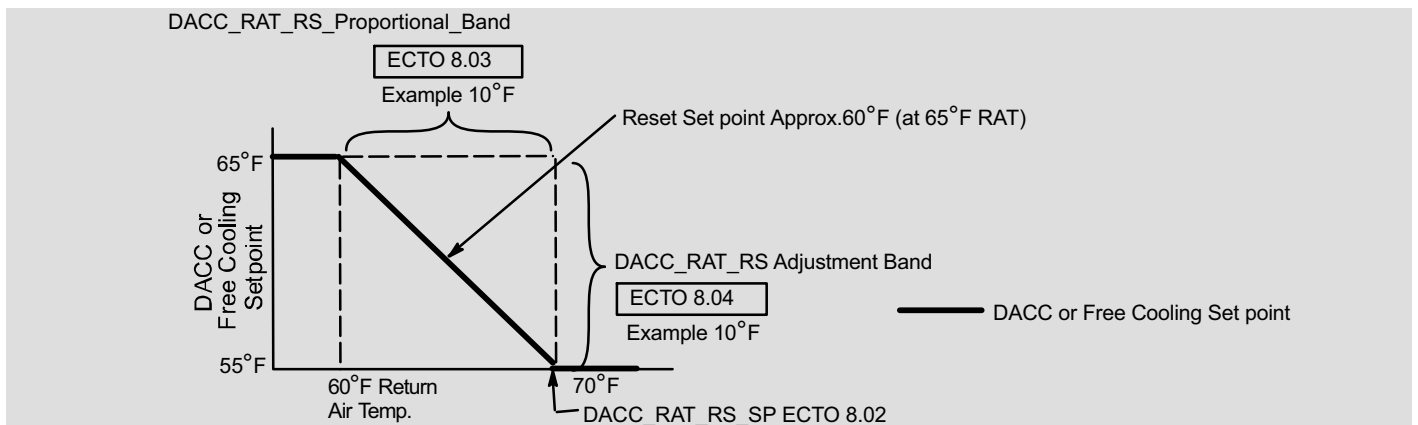 DACC_RAT_RS_Proportional_Band
ECTO 8.03
Example 10°F
Reset Set point Approx.60°F (at 65°F RAT)
65°F
DACC or
Free Cooling
Setpoint
DACC_RAT_RS Adjustment Band
ECTO 8.04
Example 10°F
DACC or Free Cooling Set point
55°F
60°F Return
Air Temp.
70°F
DACC_RAT_RS_SP ECTO 8.02